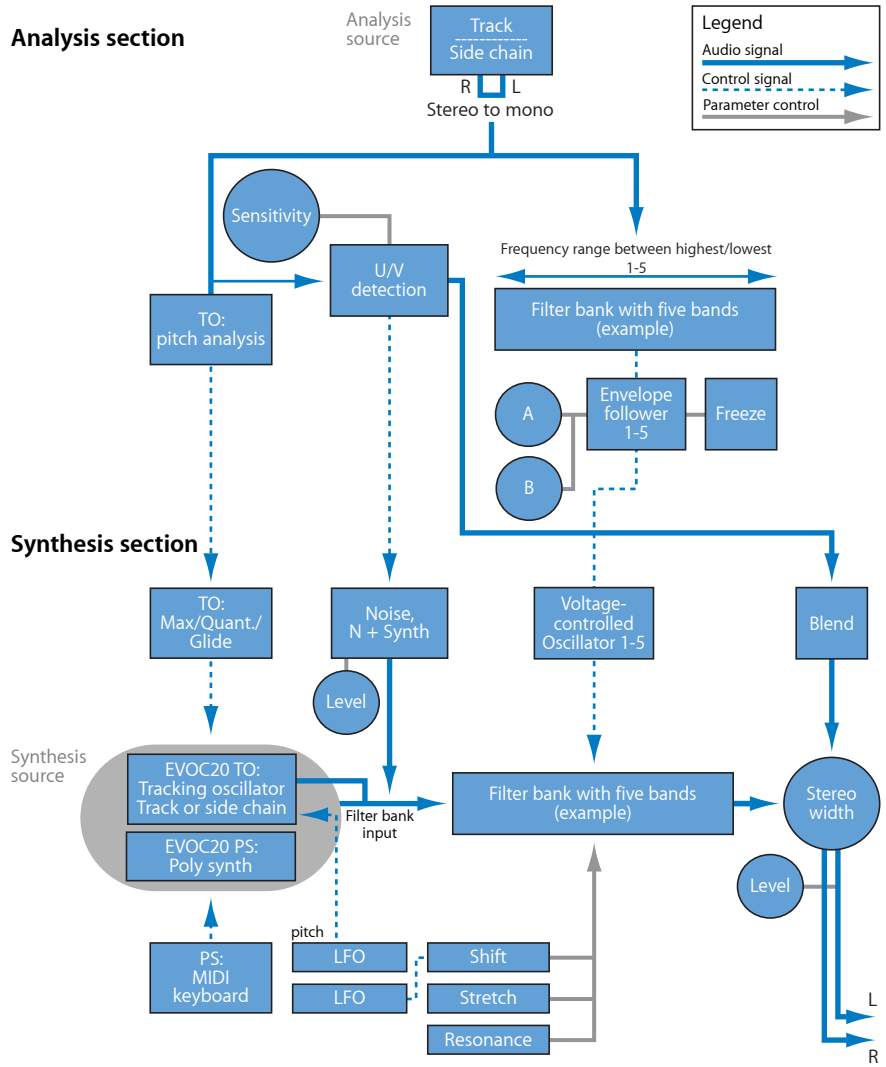 Analysis section
Analysis
source
Track
Side chain
R
L
Stereo to mono
Legend
Audio signal
Control signal
Parameter control
Sensitivity
U/V
detection
Frequency range between highest/lowest
1-5
TO:
pitch analysis
Filter bank with five bands
(example)
A
B
Envelope
follower
1-5
Freeze
Synthesis section
TO:
Max/Quant./
Glide
Noise,
N + Synth
Level
Voltage-
controlled
Oscillator 1-5
Blend
Synthesis
source
EVOC20 TO:
Tracking oscillator
Track or side chain
EVOC20 PS:
Poly synth
Filter bank
input
Filter bank with five bands
(example)
Stereo
width
Level
PS:
MIDI
keyboard
pitch
LFO
LFO
Shift
Stretch
Resonance
L
R